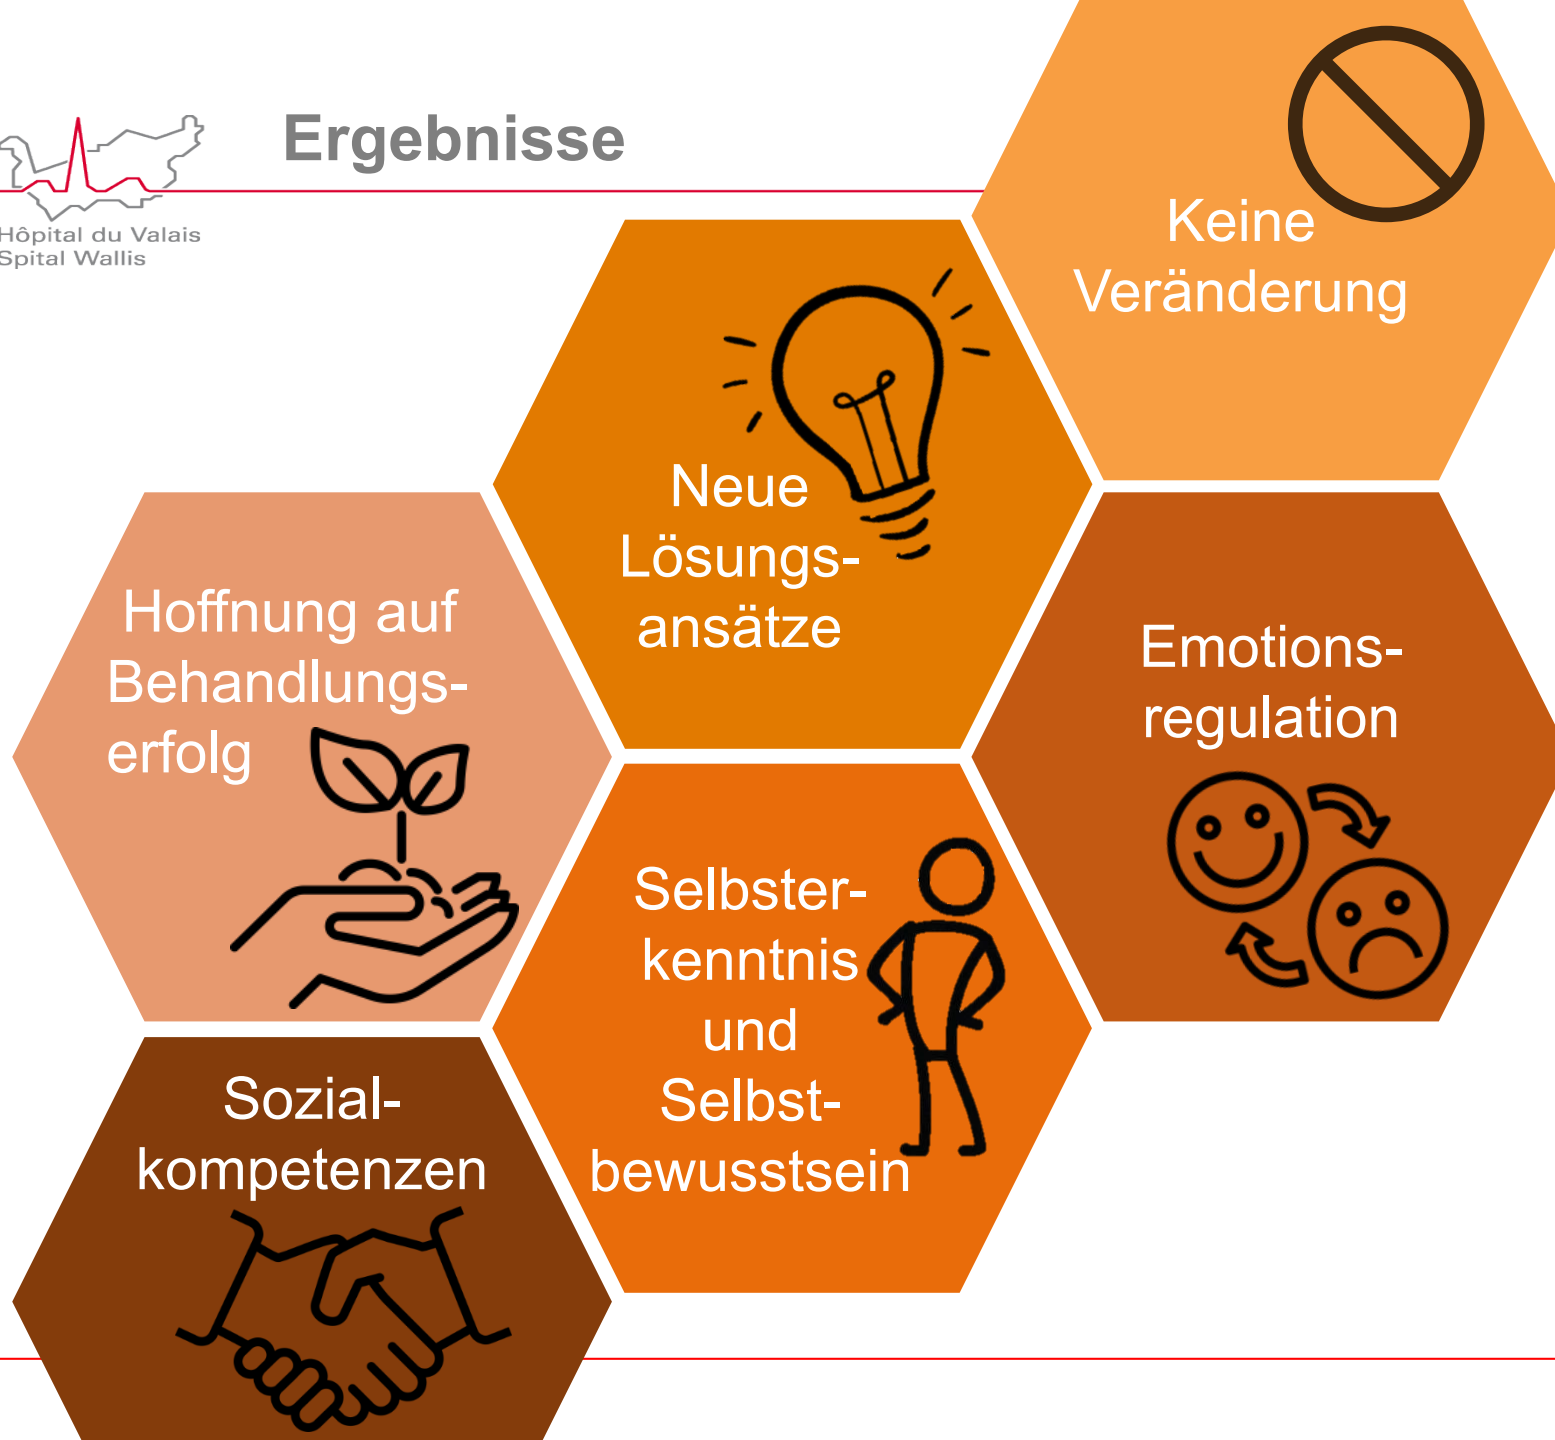 Ergebnisse
Hôpital du Valais
Spital Wallis
Keine
Veränderung
Neue
Lösungs-
ansätze
Hoffnung auf
Behandlungs-
erfolg
Emotions-
regulation
Selbster-
kenntnis
und
Selbst-
bewusstsein
Sozial-
kompetenzen